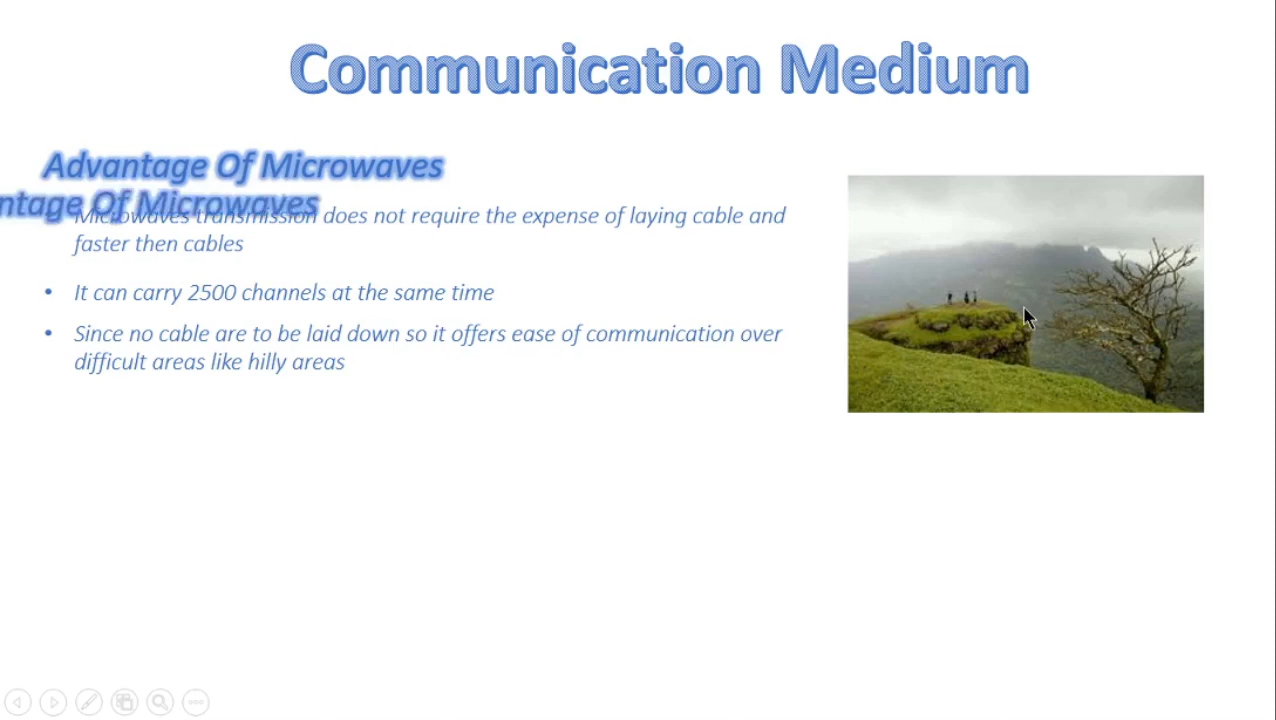 Communication Medium
Advantage Of Microwaves
ntage Of Microwaves
Microwaves transmission does not require the expense of laying cable and
faster then cables
• It can carry 2500 channels at the same time
• Since no cable are to be laid down so it offers ease of communication over
difficult areas like hilly areas